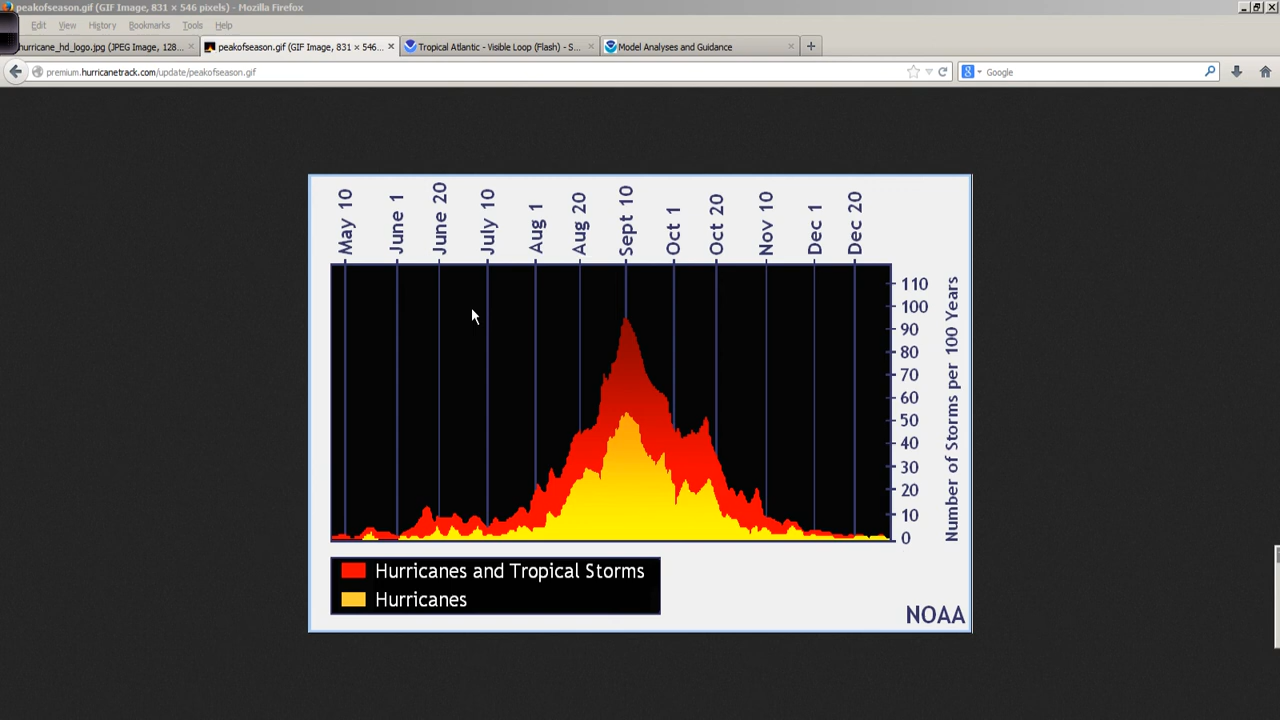 peakofseason.gif (GIF Image, 831 × 546 pixels) - Mozilla Firefox
Edit View History Bookmarks Tools Help
hurricane_hd_logo.jpg (JPEG Image, 128... × peakofseason.gif (GIF Image, 831 × 546... × Tropical Atlantic - Visible Loop (Flash) - S... × Model Analyses and Guidance ×
premium.hurricanetrack.com/update/peakofseason.gif
Google
May 10
June 1
June 20
July 10
Aug 1
Aug 20
Sept 10
Oct 1
Oct 20
Nov 10
Dec 1
Dec 20
110
100
90
80
70
60
50
40
30
20
10
0
Number of Storms per 100 Years
Hurricanes and Tropical Storms
Hurricanes
NOAA